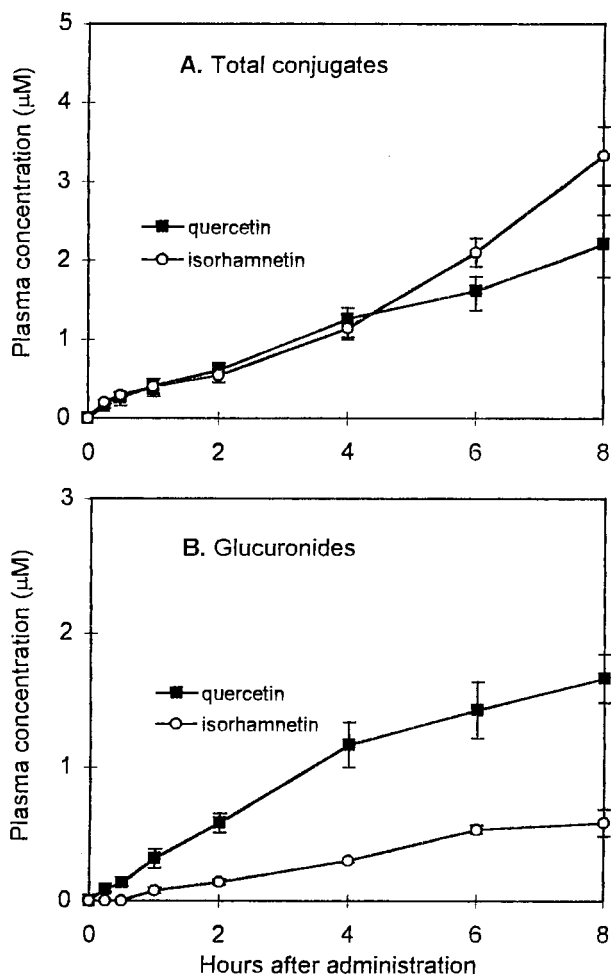 5
A. Total conjugates
4
3
quercetin
isorhamnetin
2
1
0
Plasma concentration (µM)
0 2 4 6 8
3
B. Glucuronides
2
quercetin
isorhamnetin
1
0
Plasma concentration (µM)
0 2 4 6 8
Hours after administration